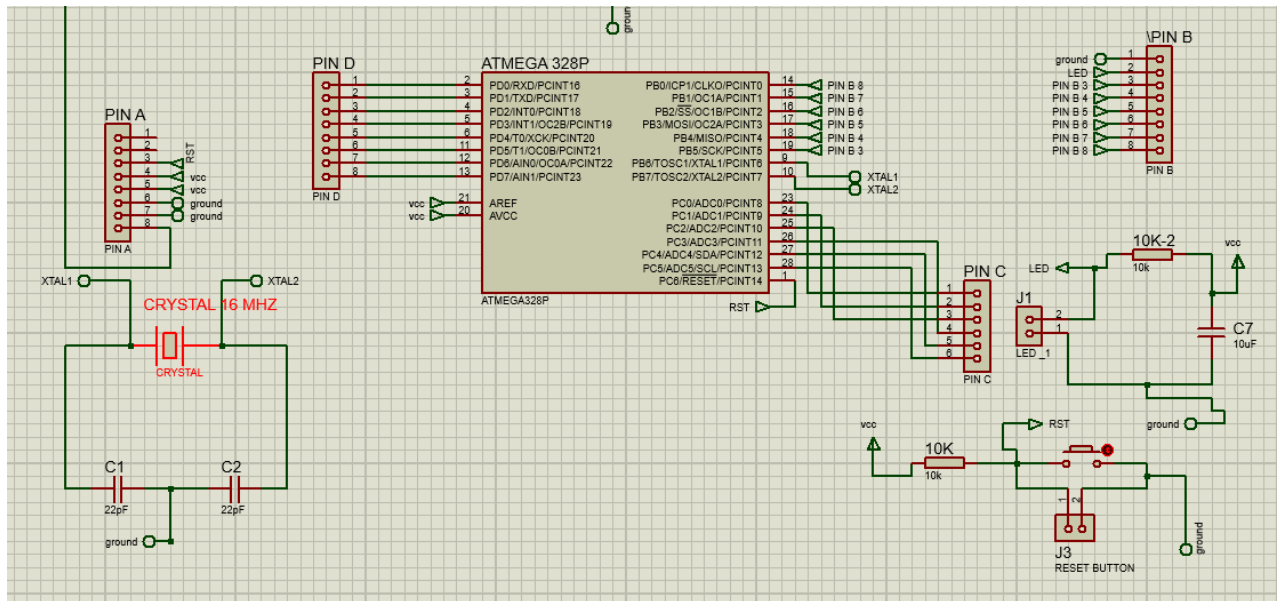 ground
\PIN B
PIN D
ATMEGA 328P
ground
1
LED
2
PIN B 3
3
PIN B 4
4
PIN B 5
5
PIN B 6
6
PIN B 7
7
PIN B 8
8
PIN B
1
2
3
4
5
6
7
8
PIN D
2
3
4
5
6
11
12
13
PD0/RXD/PCINT16
PD1/TXD/PCINT17
PD2/INT0/PCINT18
PD3/INT1/OC2B/PCINT19
PD4/T0/XCK/PCINT20
PD5/T1/OC0B/PCINT21
PD6/AIN0/OC0A/PCINT22
PD7/AIN1/PCINT23
vcc 21 AREF
vcc 20 AVCC
PB0/ICP1/CLKO/PCINT0 14 PIN B 8
PB1/OC1A/PCINT1 15 PIN B 7
PB2/SS/OC1B/PCINT2 16 PIN B 6
PB3/MOSI/OC2A/PCINT3 17 PIN B 5
PB4/MISO/PCINT4 18 PIN B 4
PB5/SCK/PCINT5 19 PIN B 3
PB6/TOSC1/XTAL1/PCINT6 9 XTAL1
PB7/TOSC2/XTAL2/PCINT7 10 XTAL2
PC0/ADC0/PCINT8 23
PC1/ADC1/PCINT9 24
PC2/ADC2/PCINT10 25
PC3/ADC3/PCINT11 26
PC4/ADC4/SDA/PCINT12 27
PC5/ADC5/SCL/PCINT13 28
PC6/RESET/PCINT14 1
ATMEGA328P
RST
PIN A
1
2
3 RST
4 vcc
5 vcc
6 ground
7 ground
8
PIN A
XTAL1
XTAL2
CRYSTAL 16 MHZ
CRYSTAL
C1
22pF
C2
22pF
ground
PIN C
1
2
3
4
5
6
PIN C
J1
2
1
LED _1
LED
10K-2
10k
vcc
C7
10uF
ground
vcc
10K
10k
RST
1
2
J3
RESET BUTTON
ground